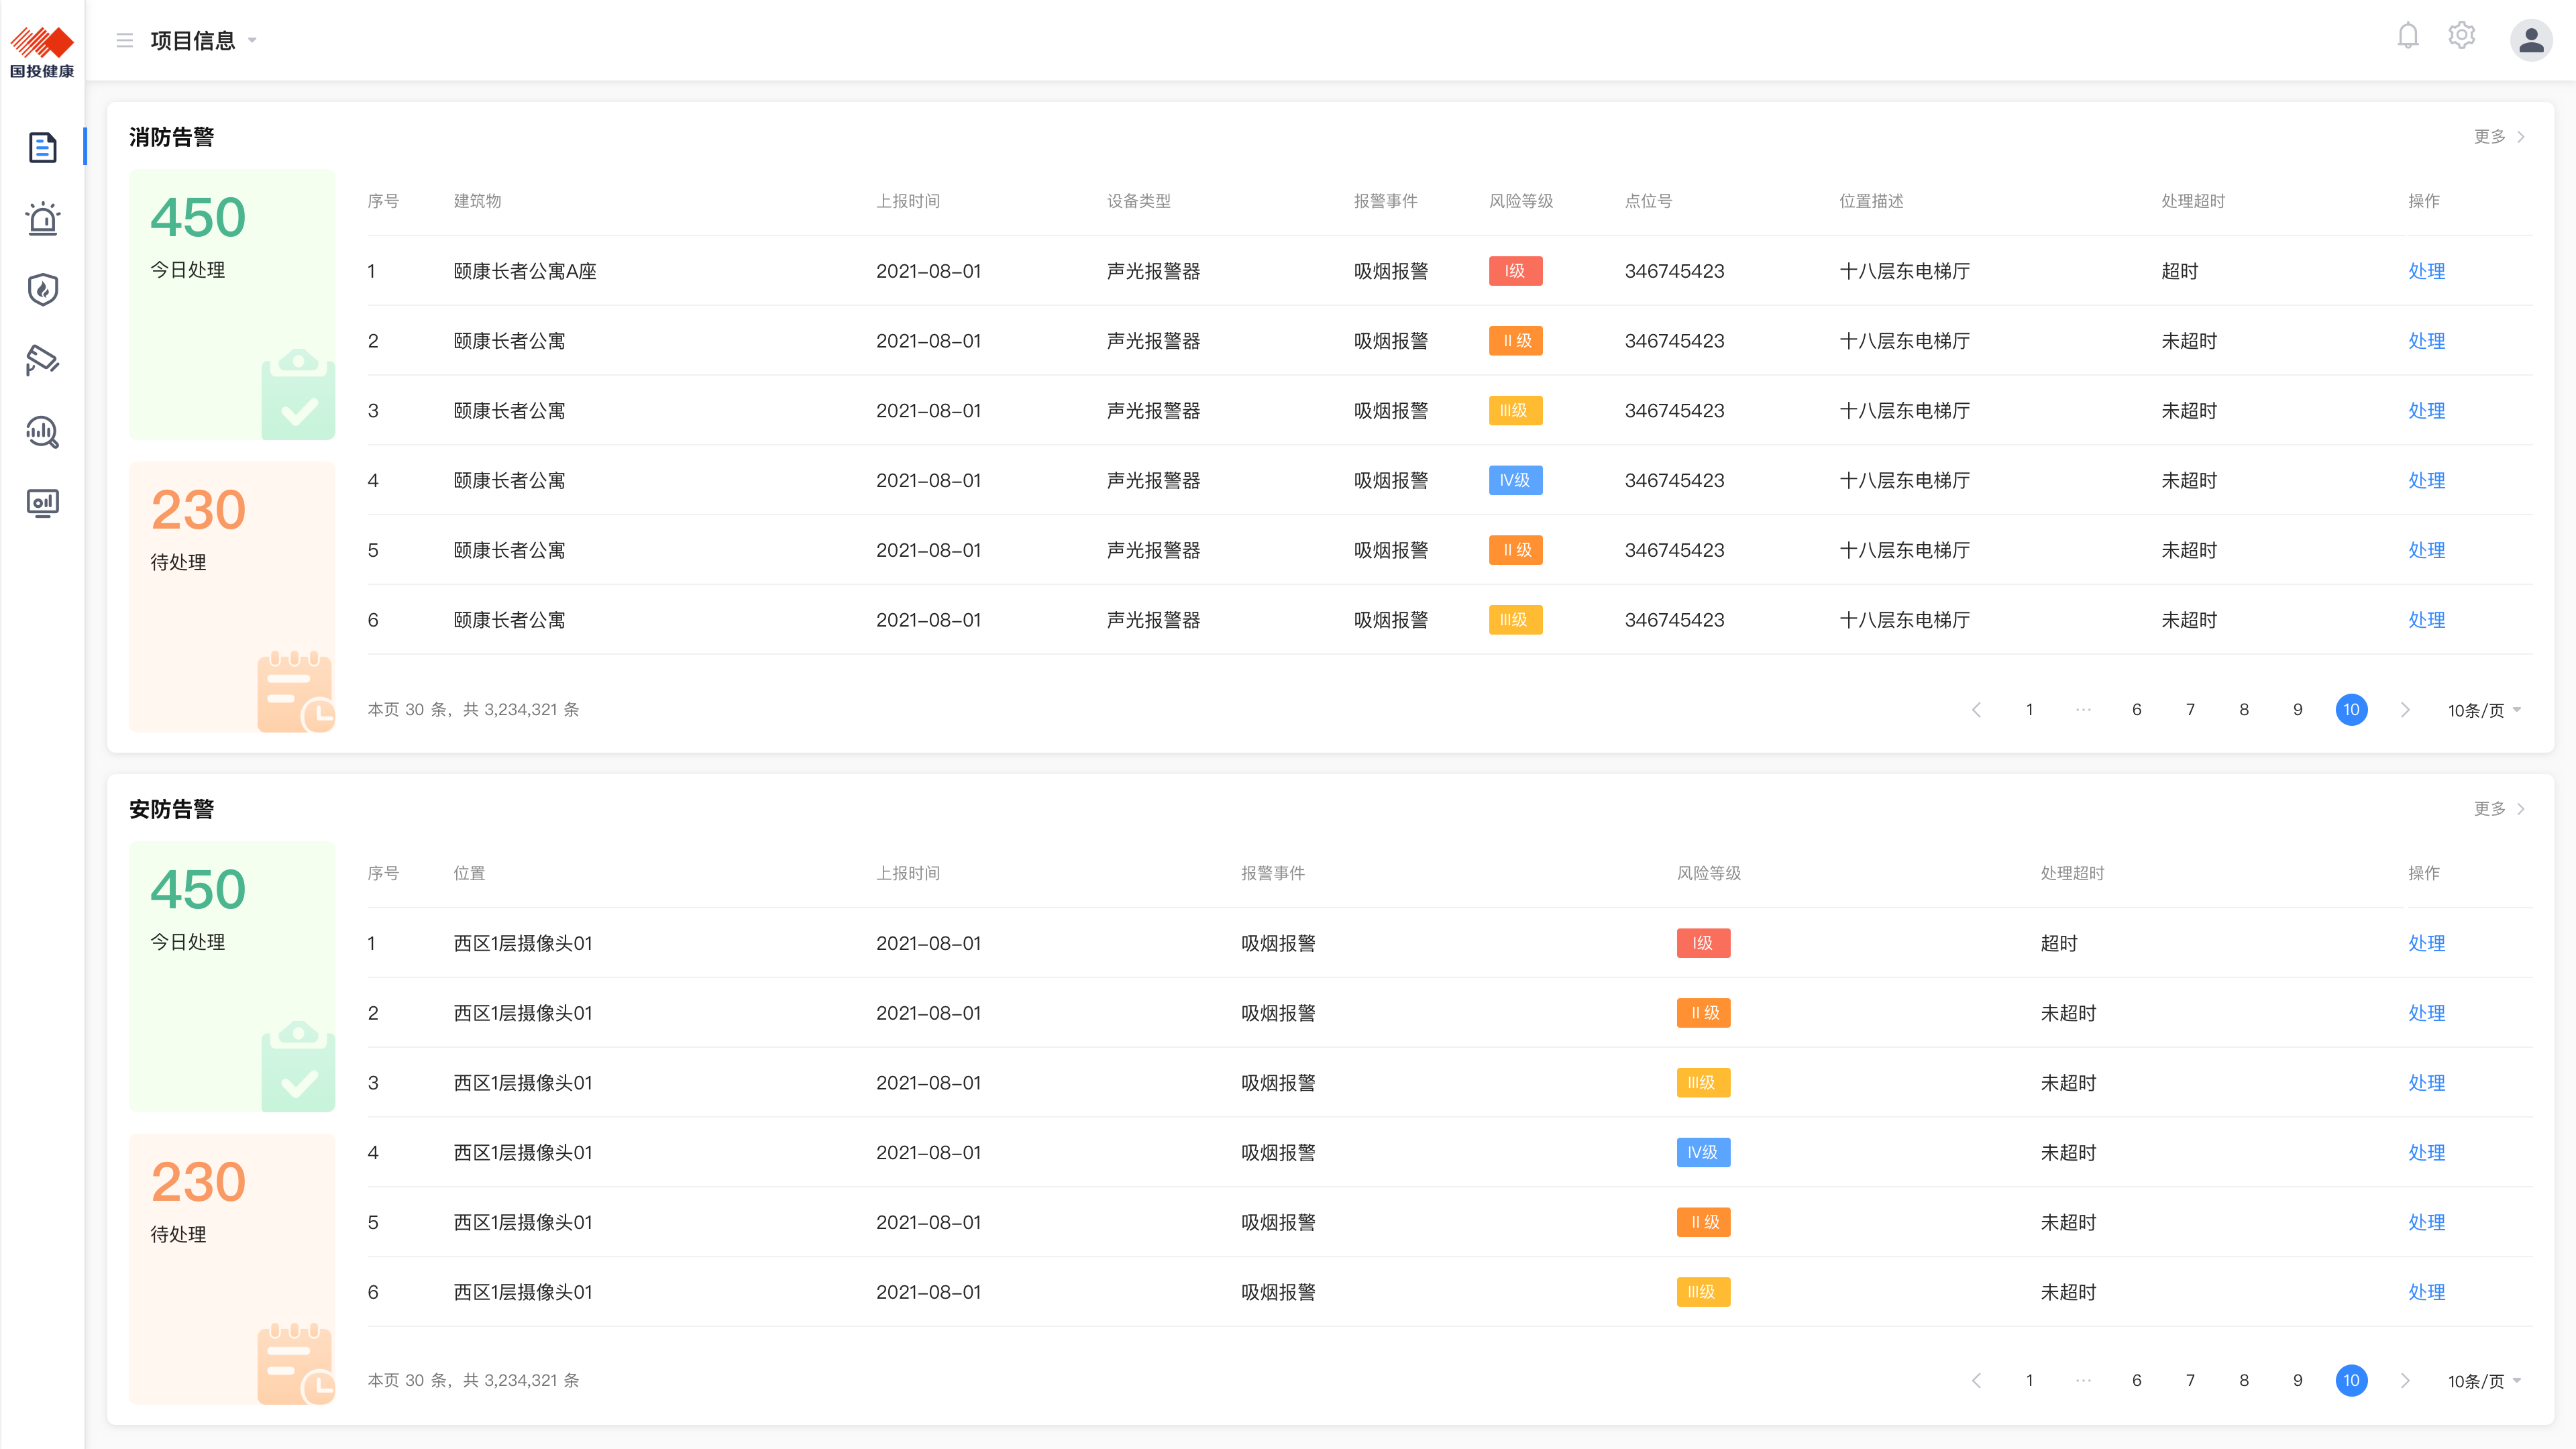 国投健康
项目信息
消防告警
更多
450
今日处理
230
待处理
序号 建筑物 上报时间 设备类型 报警事件 风险等级 点位号 位置描述 处理超时 操作
1 颐康长者公寓A座 2021-08-01 声光报警器 吸烟报警 I级 346745423 十八层东电梯厅 超时 处理
2 颐康长者公寓 2021-08-01 声光报警器 吸烟报警 II级 346745423 十八层东电梯厅 未超时 处理
3 颐康长者公寓 2021-08-01 声光报警器 吸烟报警 III级 346745423 十八层东电梯厅 未超时 处理
4 颐康长者公寓 2021-08-01 声光报警器 吸烟报警 IV级 346745423 十八层东电梯厅 未超时 处理
5 颐康长者公寓 2021-08-01 声光报警器 吸烟报警 II级 346745423 十八层东电梯厅 未超时 处理
6 颐康长者公寓 2021-08-01 声光报警器 吸烟报警 III级 346745423 十八层东电梯厅 未超时 处理
本页 30 条，共 3,234,321 条 1 ··· 6 7 8 9 10 10条/页
安防告警
更多
450
今日处理
230
待处理
序号 位置 上报时间 报警事件 风险等级 处理超时 操作
1 西区1层摄像头01 2021-08-01 吸烟报警 I级 超时 处理
2 西区1层摄像头01 2021-08-01 吸烟报警 II级 未超时 处理
3 西区1层摄像头01 2021-08-01 吸烟报警 III级 未超时 处理
4 西区1层摄像头01 2021-08-01 吸烟报警 IV级 未超时 处理
5 西区1层摄像头01 2021-08-01 吸烟报警 II级 未超时 处理
6 西区1层摄像头01 2021-08-01 吸烟报警 III级 未超时 处理
本页 30 条，共 3,234,321 条 1 ··· 6 7 8 9 10 10条/页